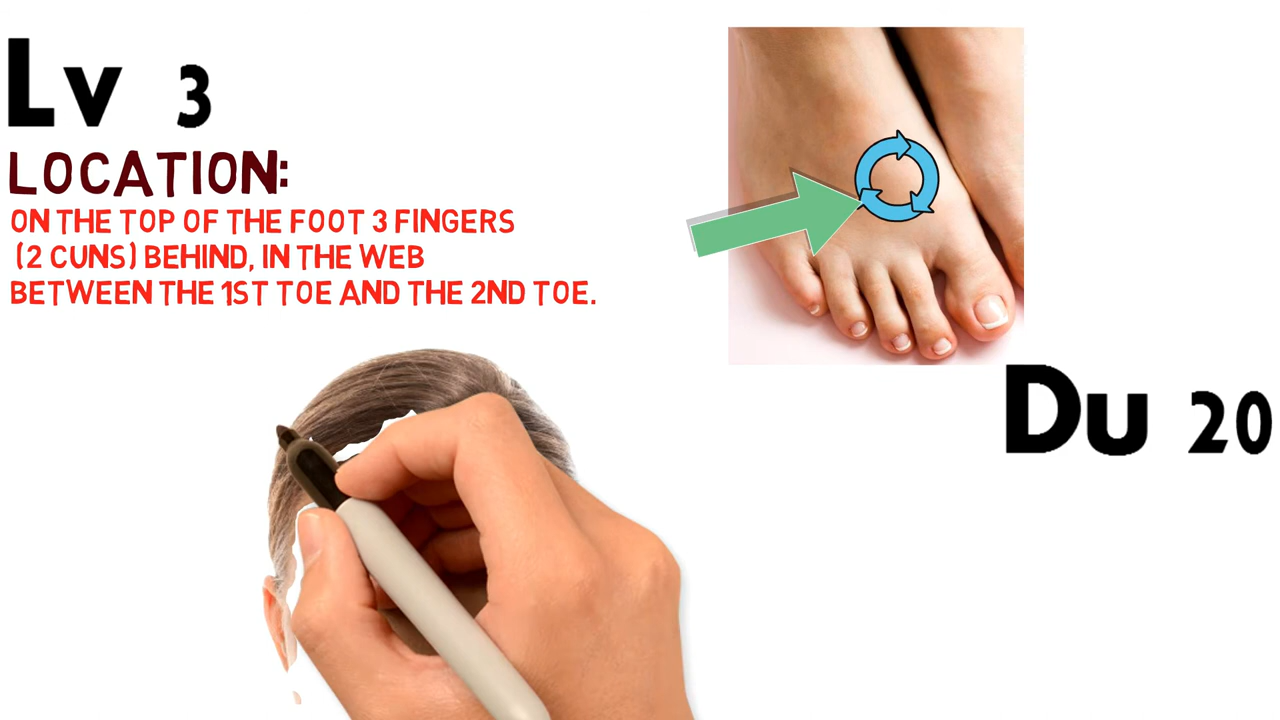 Lv 3
LOCATION:
ON THE TOP OF THE FOOT 3 FINGERS
(2 CUNS) BEHIND, IN THE WEB
BETWEEN THE 1ST TOE AND THE 2ND TOE.
Du 20